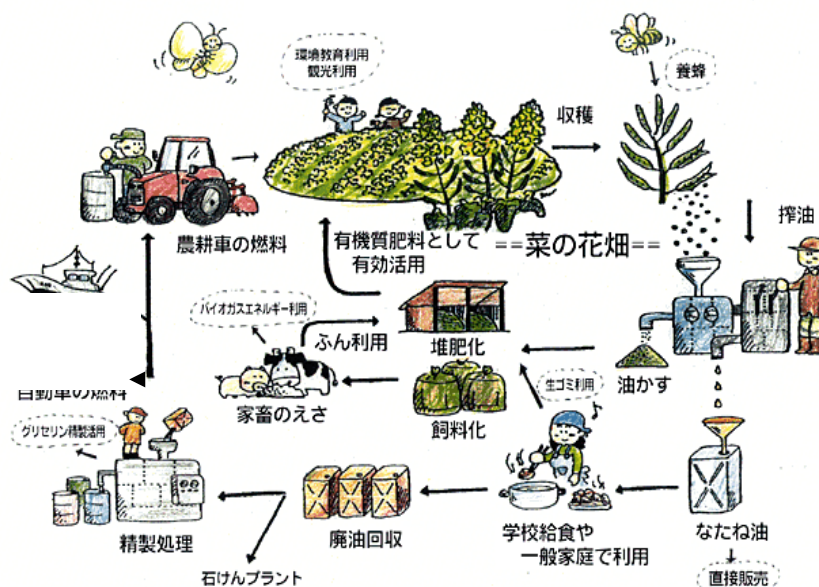 環境教育利用
観光利用
養蜂
収穫
搾油
農耕車の燃料
有機質肥料として
有効活用
==菜の花畑==
バイオガスエネルギー利用
ふん利用
堆肥化
油かす
生ゴミ利用
自動車の燃料
家畜のえさ
飼料化
グリセリン精製活用
精製処理
廃油回収
学校給食や
一般家庭で利用
なたね油
石けんプラント
直接販売